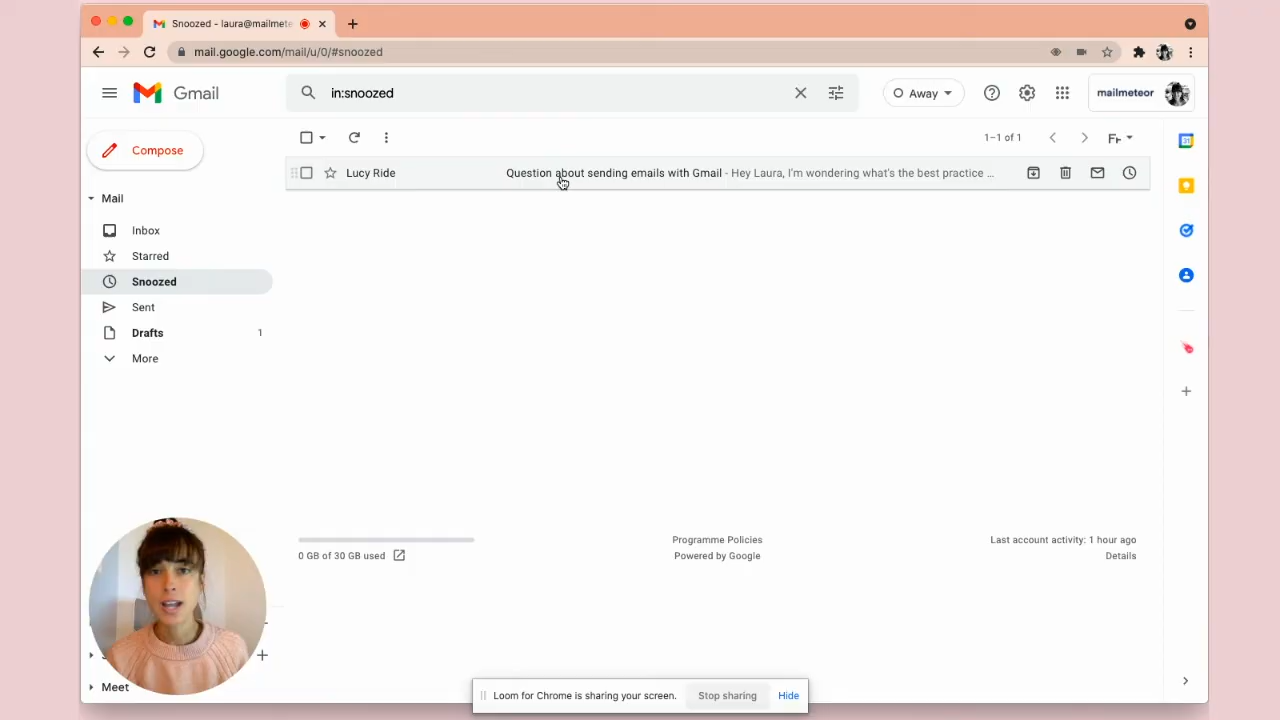 Snoozed - laura@mailmete
mail.google.com/mail/u/0/#snoozed
Gmail
in:snoozed
Away
mailmeteor
Compose
1–1 of 1
Lucy Ride
Question about sending emails with Gmail - Hey Laura, I'm wondering what's the best practice ...
Mail
Inbox
Starred
Snoozed
Sent
Drafts 1
More
0 GB of 30 GB used
Programme Policies
Powered by Google
Last account activity: 1 hour ago
Details
Meet
Loom for Chrome is sharing your screen. Stop sharing Hide